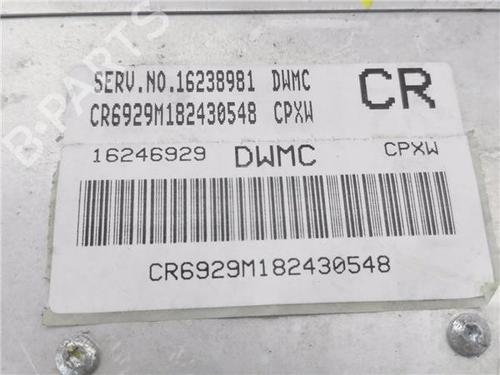 SERV.NO.16238981 DWMC CR
CR6929M182430548 CPXW
16246929 DWMC CPXW
CR6929M182430548
B-PARTS